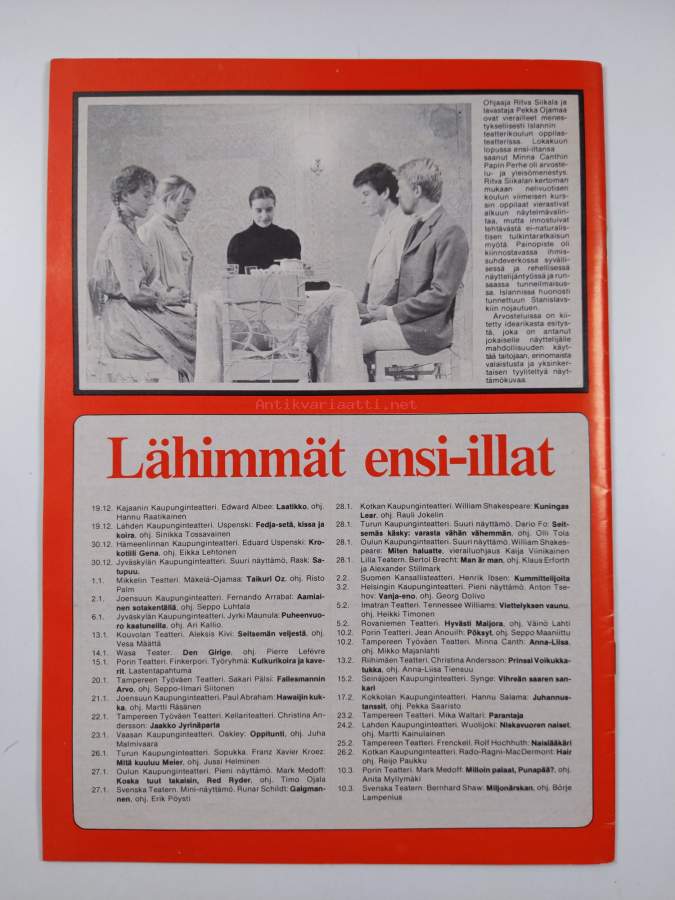 Ohjaaja Ritva Siikala ja
lavastaja Pekka Ojamaa
ovat vierailleet menes-
tyksellisesti Islannin
teatterikoulun oppilas-
teatterissa. Lokakuun
lopussa ensi-iltansa
saanut Minna Canthin
Papin Perhe oli arvoste-
lu- ja yleisömenestys.
Ritva Siikalan kertoman
mukaan nelivuotisen
koulun viimeisen kurs-
sin oppilaat vierastivat
alkuun näytelmävalin-
taa, mutta innostuivat
tehtävästä ei-naturalis-
tisen tulkintaratkaisun
myötä. Painopiste oli
kiinnostavassa ihmis-
suhdeverkossa syvälli-
sessä ja rehellisessä
näyttelijäntyössä ja run-
saassa tunneilmaisus-
sa. Islannissa huonosti
tunnettuun Stanislavs-
kiin nojautuen.
Arvosteluissa on kii-
tetty idearikasta esitys-
tä, joka on antanut
jokaiselle näyttelijälle
mahdollisuuden käyt-
tää taitojaan, erinomaista
valaistusta ja yksinker-
taisen tyyliteltyä näyt-
tämökuvaa.
Antikvariaatti.net
Lähimmät ensi-illat
19.12. Kajaanin Kaupunginteatteri. Edward Albee: Laatikko, ohj.
Hannu Raatikainen
19.12. Lahden Kaupunginteatteri. Uspenski: Fedja-setä, kissa ja
koira, ohj. Sinikka Tossavainen
30.12. Hämeenlinnan Kaupunginteatteri. Eduard Uspenski: Kro-
kotiili Gena, ohj. Eikka Lehtonen
30.12. Jyväskylän Kaupunginteatteri. Suuri näyttämö, Rask: Sa-
tupuu.
1.1. Mikkelin Teatteri. Mäkelä-Ojamaa: Taikuri Oz, ohj. Risto
Palm
2.1. Joensuun Kaupunginteatteri. Fernando Arrabal: Aamiai-
nen sotakentällä, ohj. Seppo Luhtala
6.1. Jyväskylän Kaupunginteatteri. Jyrki Maunula: Puheenvuo-
ro kaatuneilla, ohj. Ari Kallio.
13.1. Kouvolan Teatteri. Aleksis Kivi: Seitsemän veljestä, ohj.
Vesa Määttä
14.1. Wasa Teater. Den Girige, ohj. Pierre Lefèvre
15.1. Porin Teatteri. Finkerpori. Työryhmä: Kulkurikoira ja kave-
rit. Lastentapahtuma
20.1. Tampereen Työväen Teatteri. Sakari Pälsi: Fallesmannin
Arvo, ohj. Seppo-Ilmari Siitonen
21.1. Joensuun Kaupunginteatteri. Paul Abraham: Hawaijin kuk-
ka, ohj. Martti Räsänen
22.1. Tampereen Työväen Teatteri. Kellariteatteri. Christina An-
dersson: Jaakko Jyrinäparta
23.1. Vaasan Kaupunginteatteri. Oakley: Oppitunti, ohj. Juha
Malmivaara
26.1. Turun Kaupunginteatteri. Sopukka. Franz Xavier Kroez:
Mitä kuuluu Meier, ohj. Jussi Helminen
27.1. Oulun Kaupunginteatteri. Pieni näyttämö. Mark Medoff:
Koska tuut takaisin, Red Ryder, ohj. Timo Ojala
27.1. Svenska Teatern. Mini-näyttämö. Runar Schildt: Galgman-
nen, ohj. Erik Pöysti
28.1. Kotkan Kaupunginteatteri. William Shakespeare: Kuningas
Lear, ohj. Rauli Jokelin
28.1. Turun Kaupunginteatteri. Suuri näyttämö. Dario Fo: Seit-
semäs käsky: varasta vähän vähemmän, ohj. Olli Tola
28.1. Oulun Kaupunginteatteri. Suuri näyttämö. William Shakes-
peare: Miten haluatte, vierailuohjaus Kaija Viinikainen
28.1. Lilla Teatern. Bertol Brecht: Man är man, ohj. Klaus Erforth
ja Alexander Stillmark
2.2. Suomen Kansallisteatteri. Henrik Ibsen: Kummittelijoita
3.2. Helsingin Kaupunginteatteri. Pieni näyttämö. Anton Tse-
hov: Vanja-eno, ohj. Georg Dolivo
5.2. Imatran Teatteri. Tennessee Williams: Viettelyksen vaunu,
ohj. Heikki Timonen
5.2. Rovaniemen Teatteri. Hyvästi Maijora, ohj. Väinö Lahti
10.2. Porin Teatteri. Jean Anouilh: Pöksyt, ohj. Seppo Maaniittu
10.2. Tampereen Työväen Teatteri. Minna Canth: Anna-Liisa,
ohj. Mikko Majanlahti
13.2. Riihimäen Teatteri. Christina Andersson: Prinssi Voikukka-
tukka, ohj. Anna-Liisa Tiensuu
15.2. Seinäjoen Kaupunginteatteri. Synge: Vihreän saaren san-
kari
17.2. Kokkolan Kaupunginteatteri. Hannu Salama: Juhannus-
tanssit, ohj. Pekka Saaristo
23.2. Tampereen Teatteri. Mika Waltari: Parantaja
24.2. Lahden Kaupunginteatteri. Wuolijoki: Niskavuoren naiset,
ohj. Martti Kainulainen
25.2. Tampereen Teatteri. Frenckell. Rolf Hochhuth: Naislääkäri
26.2. Kotkan Kaupunginteatteri. Rado-Ragni-MacDermont: Hair
ohj. Reijo Paukku
10.3. Porin Teatteri. Mark Medoff: Milloin palaat, Punapää?, ohj.
Anita Myllymäki
10.3. Svenska Teatern. Bernhard Shaw: Miljonärskan, ohj. Börje
Lampenius